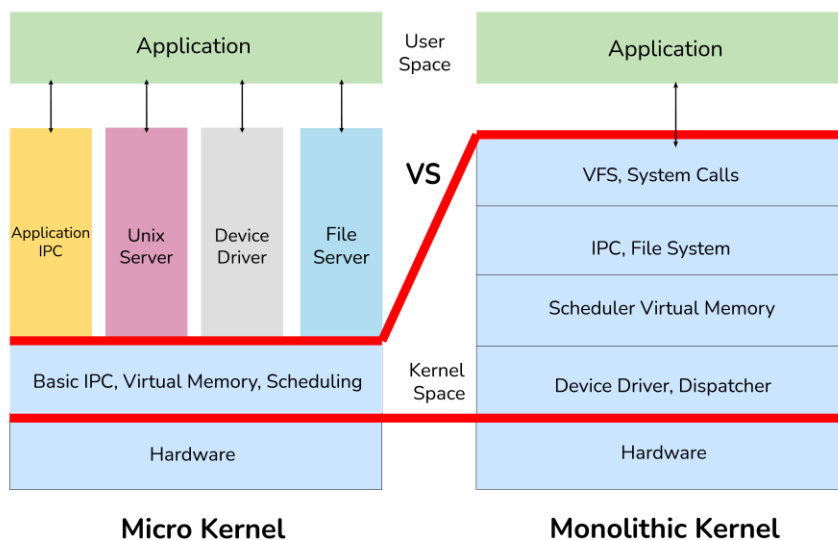 Application
User
Space
Application
VS
Application
IPC
Unix
Server
Device
Driver
File
Server
VFS, System Calls
IPC, File System
Scheduler Virtual Memory
Basic IPC, Virtual Memory, Scheduling
Kernel
Space
Device Driver, Dispatcher
Hardware
Hardware
Micro Kernel
Monolithic Kernel